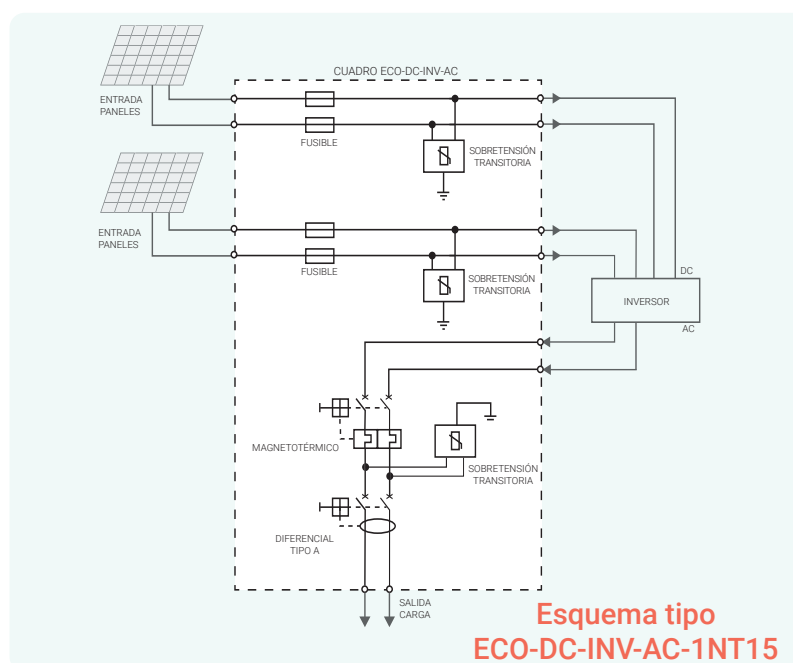 CUADRO ECO-DC-INV-AC
ENTRADA
PANELES
FUSIBLE
SOBRETENSIÓN
TRANSITORIA
ENTRADA
PANELES
FUSIBLE
SOBRETENSIÓN
TRANSITORIA
DC
INVERSOR
AC
MAGNETOTÉRMICO
SOBRETENSIÓN
TRANSITORIA
DIFERENCIAL
TIPO A
SALIDA
CARGA
Esquema tipo
ECO-DC-INV-AC-1NT15